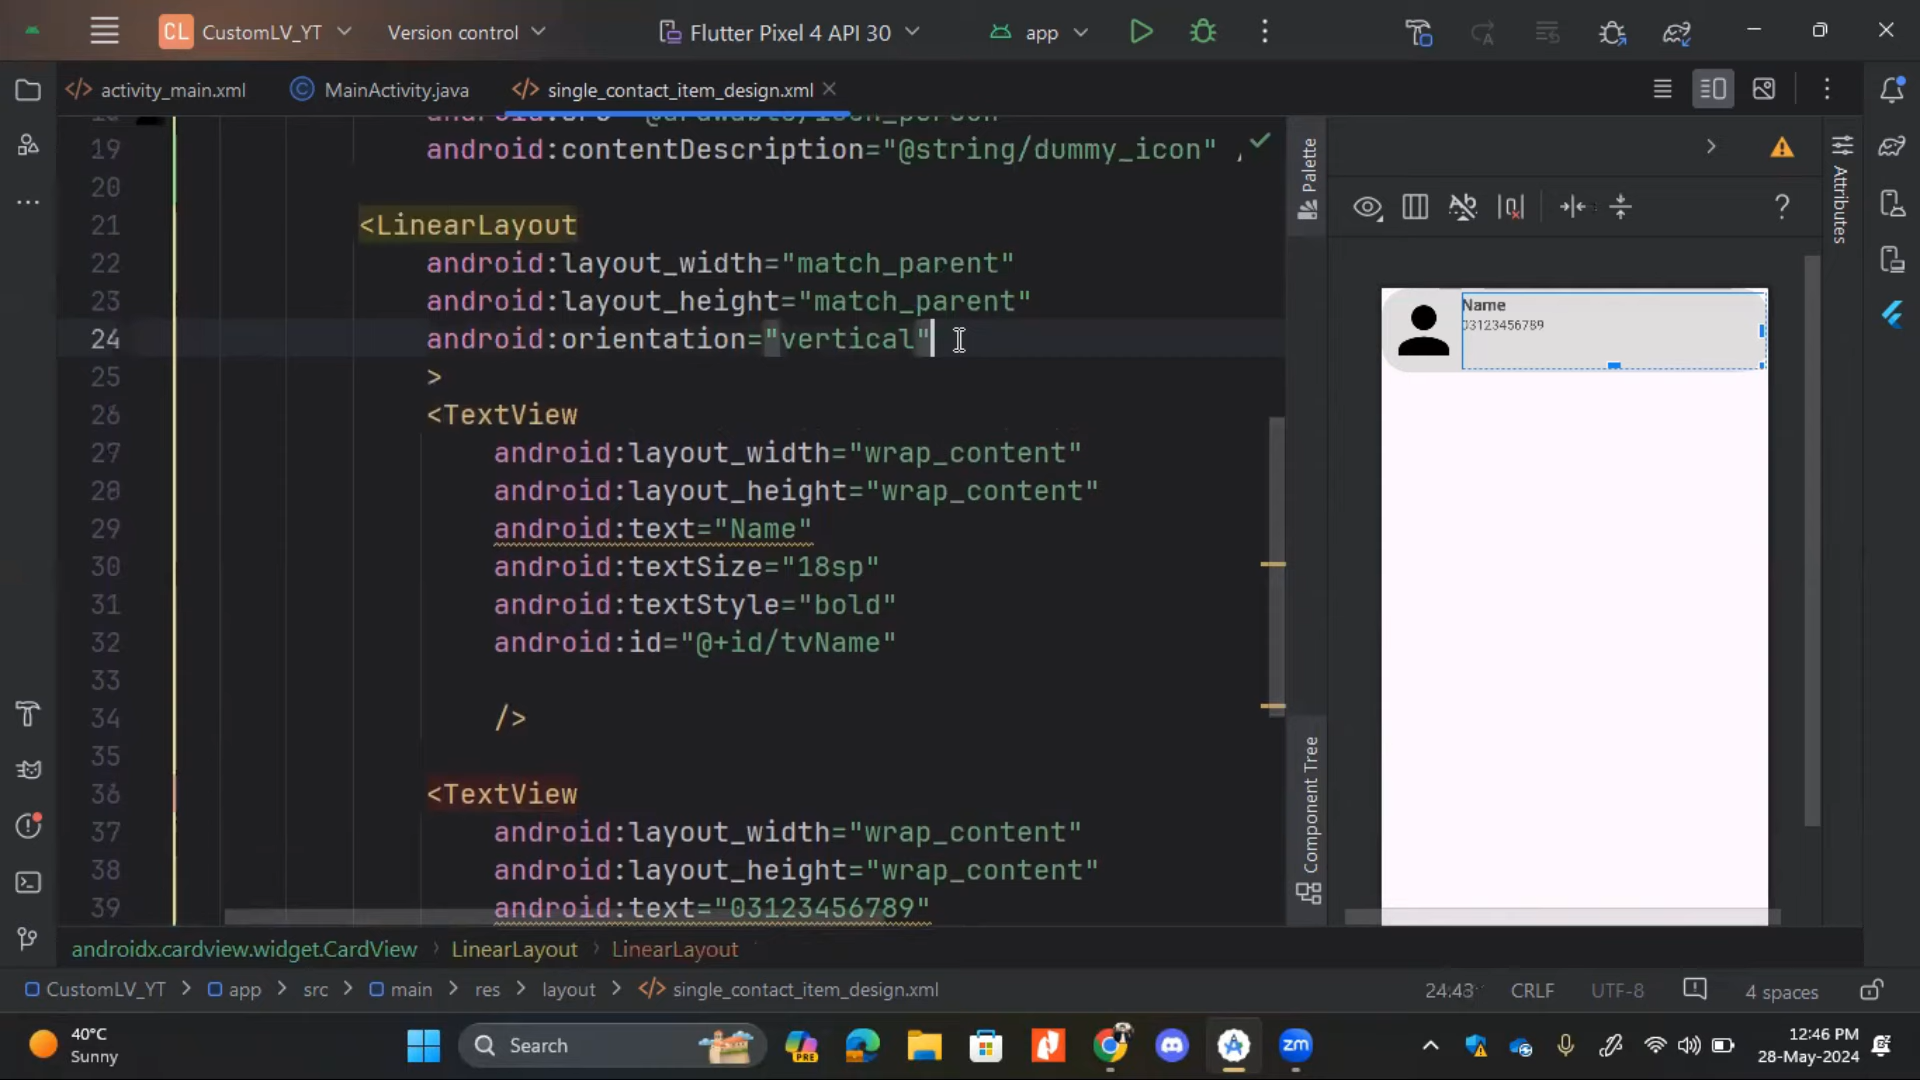 CL CustomLV_YT Version control Flutter Pixel 4 API 30 app
activity_main.xml MainActivity.java single_contact_item_design.xml
19 android:contentDescription="@string/dummy_icon"
20
21 <LinearLayout
22 android:layout_width="match_parent"
23 android:layout_height="match_parent"
24 android:orientation="vertical"
25 >
26 <TextView
27 android:layout_width="wrap_content"
28 android:layout_height="wrap_content"
29 android:text="Name"
30 android:textSize="18sp"
31 android:textStyle="bold"
32 android:id="@+id/tvName"
33
34 />
35
36 <TextView
37 android:layout_width="wrap_content"
38 android:layout_height="wrap_content"
39 android:text="03123456789"
Palette
Component Tree
Attributes
?
Name
03123456789
androidx.cardview.widget.CardView LinearLayout LinearLayout
CustomLV_YT > app > src > main > res > layout > </> single_contact_item_design.xml 24:43 CRLF UTF-8 4 spaces
40°C
Sunny
Search
PRE
zm
12:46 PM
28-May-2024